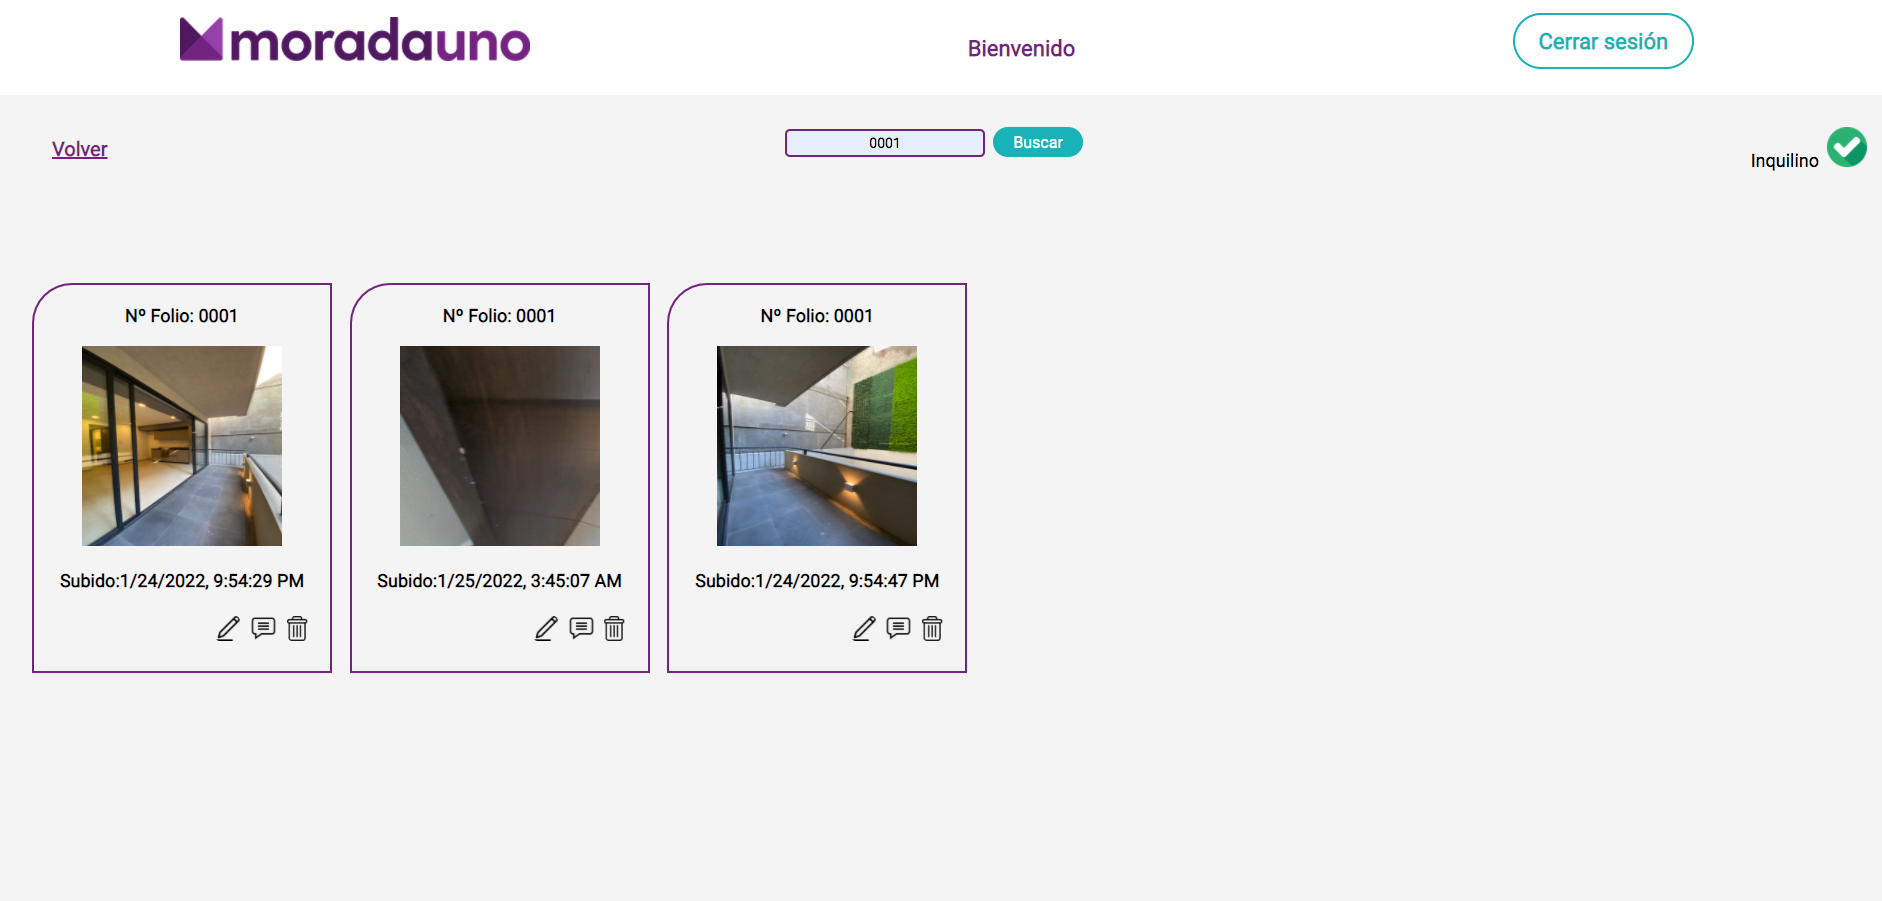 moradauno
Bienvenido
Cerrar sesión
Volver
0001
Buscar
Inquilino
Nº Folio: 0001
Subido:1/24/2022, 9:54:29 PM
Nº Folio: 0001
Subido:1/25/2022, 3:45:07 AM
Nº Folio: 0001
Subido:1/24/2022, 9:54:47 PM